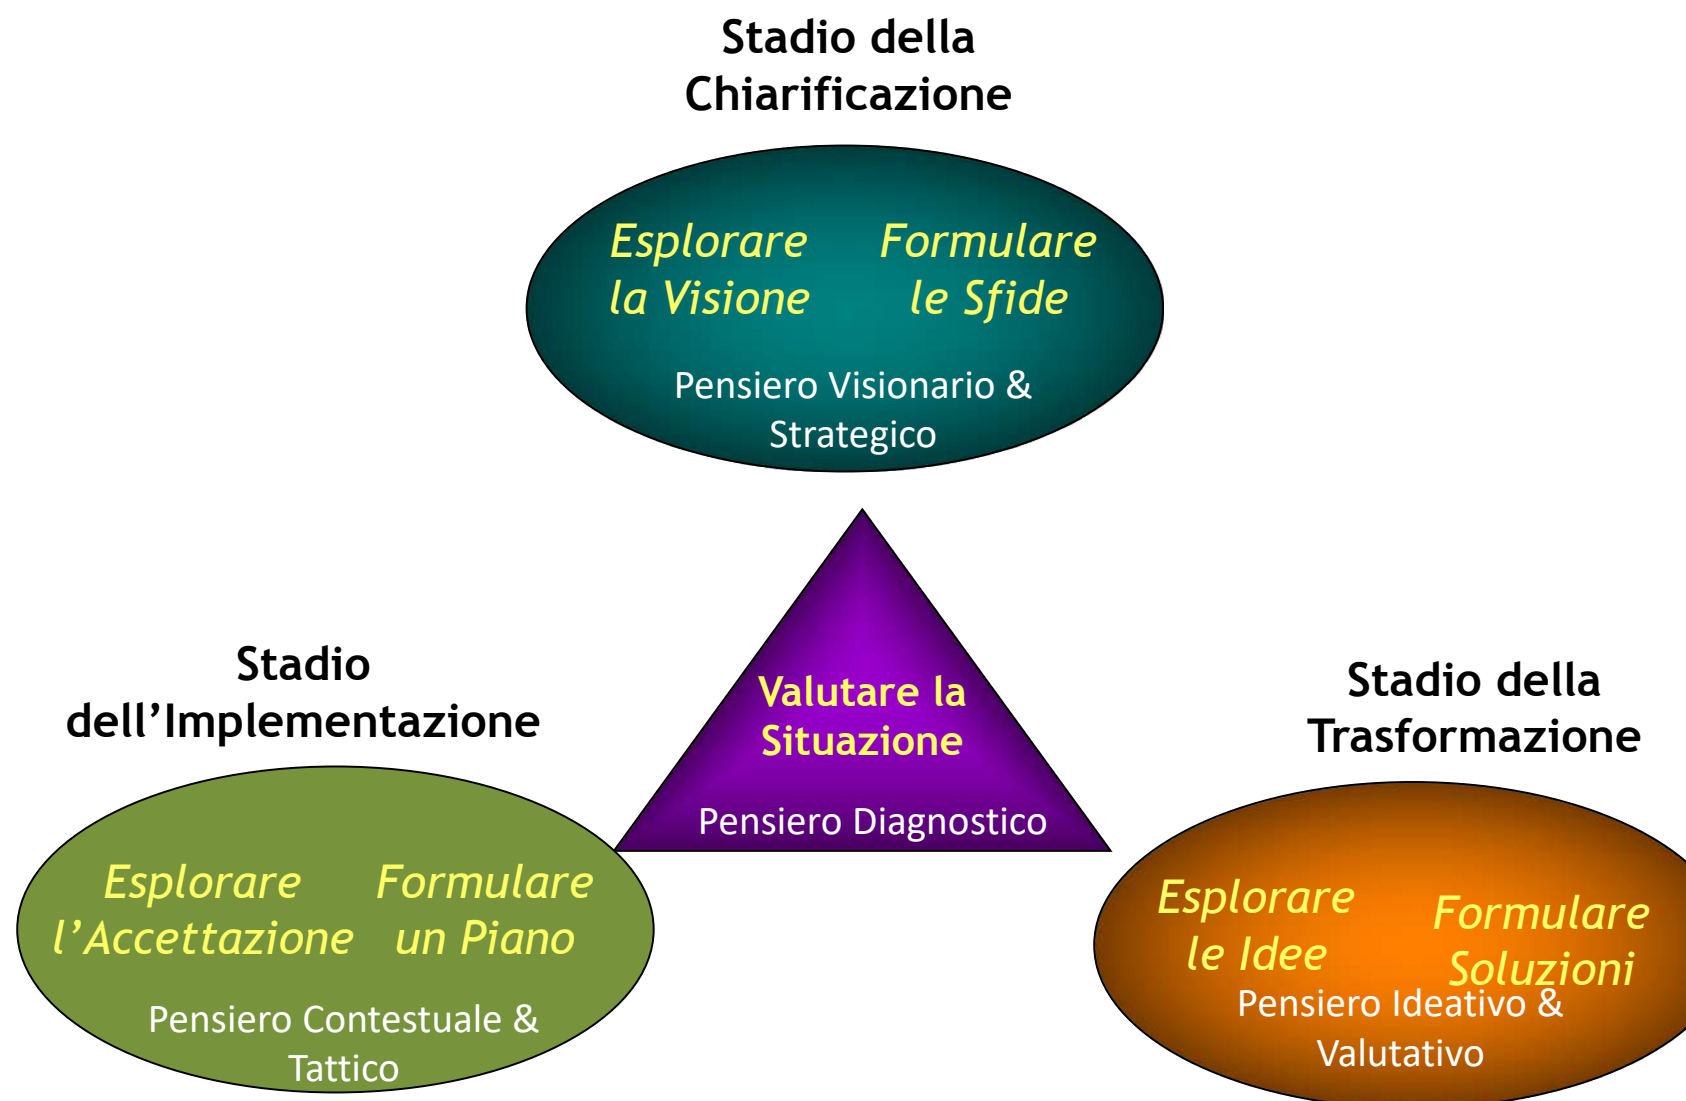 Stadio della
Chiarificazione
Esplorare
la Visione
Formulare
le Sfide
Pensiero Visionario &
Strategico
Valutare la
Situazione
Pensiero Diagnostico
Stadio
dell’Implementazione
Esplorare
l’Accettazione
Formulare
un Piano
Pensiero Contestuale &
Tattico
Stadio della
Trasformazione
Esplorare
le Idee
Formulare
Soluzioni
Pensiero Ideativo &
Valutativo